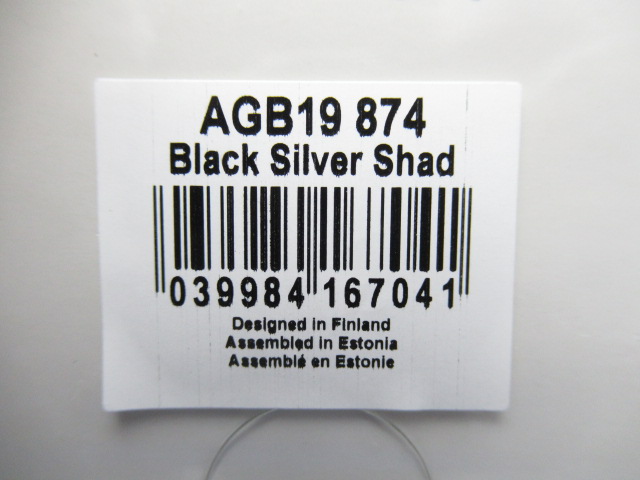 AGB19 874
Black Silver Shad
039984 167041
Designed in Finland
Assembled in Estonia
Assemblé en Estonie